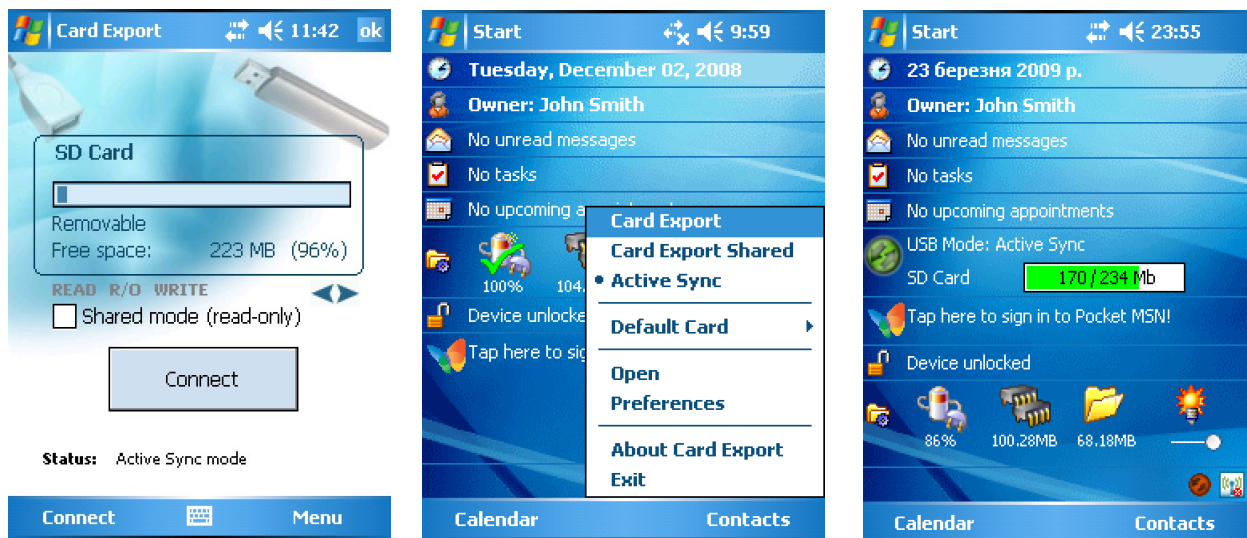 Card Export
11:42
ok
SD Card
Removable
Free space: 223 MB (96%)
READ R/O WRITE
Shared mode (read-only)
Connect
Status: Active Sync mode
Connect
Menu
Start
9:59
Tuesday, December 02, 2008
Owner: John Smith
No unread messages
No tasks
No upcoming a
100% 104.
Device unlocke
Tap here to sig
Card Export
Card Export Shared
Active Sync
Default Card
Open
Preferences
About Card Export
Exit
Calendar
Contacts
Start
23:55
23 березня 2009 р.
Owner: John Smith
No unread messages
No tasks
No upcoming appointments
USB Mode: Active Sync
SD Card 170 / 234 Mb
Tap here to sign in to Pocket MSN!
Device unlocked
86% 100.28MB 68.18MB
Calendar
Contacts